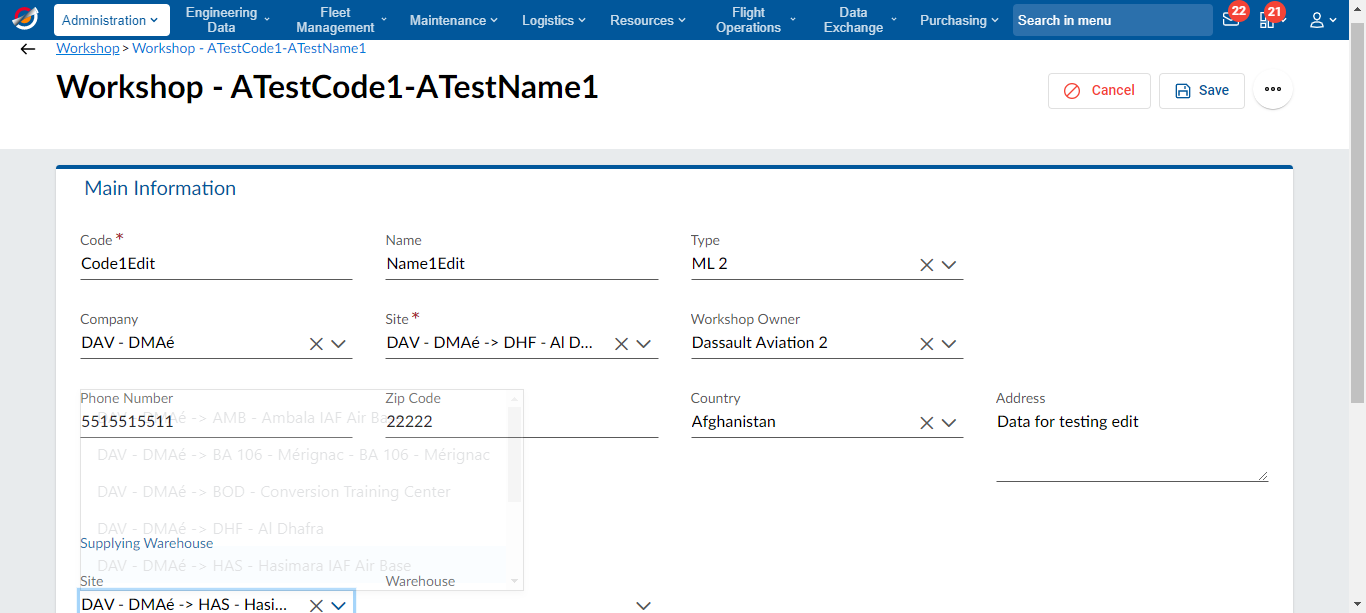 Administration
Engineering Data
Fleet Management
Maintenance
Logistics
Resources
Flight Operations
Data Exchange
Purchasing
Search in menu
22
21
Workshop > Workshop - ATestCode1-ATestName1
Workshop - ATestCode1-ATestName1
Cancel
Save
Main Information
Code *
Name
Type
Code1Edit
Name1Edit
ML 2
Company
Site *
Workshop Owner
DAV - DMAé
DAV - DMAé -> DHF - Al D...
Dassault Aviation 2
Phone Number
Zip Code
Country
Address
DAV - DMAé -> AMB - Ambala IAF Air Base
5515515511
22222
Afghanistan
Data for testing edit
DAV - DMAé -> BA 106 - Mérignac - BA 106 - Mérignac
DAV - DMAé -> BOD - Conversion Training Center
DAV - DMAé -> DHF - Al Dhafra
Supplying Warehouse
DAV - DMAé -> HAS - Hasimara IAF Air Base
Site
Warehouse
DAV - DMAé -> HAS - Hasi...